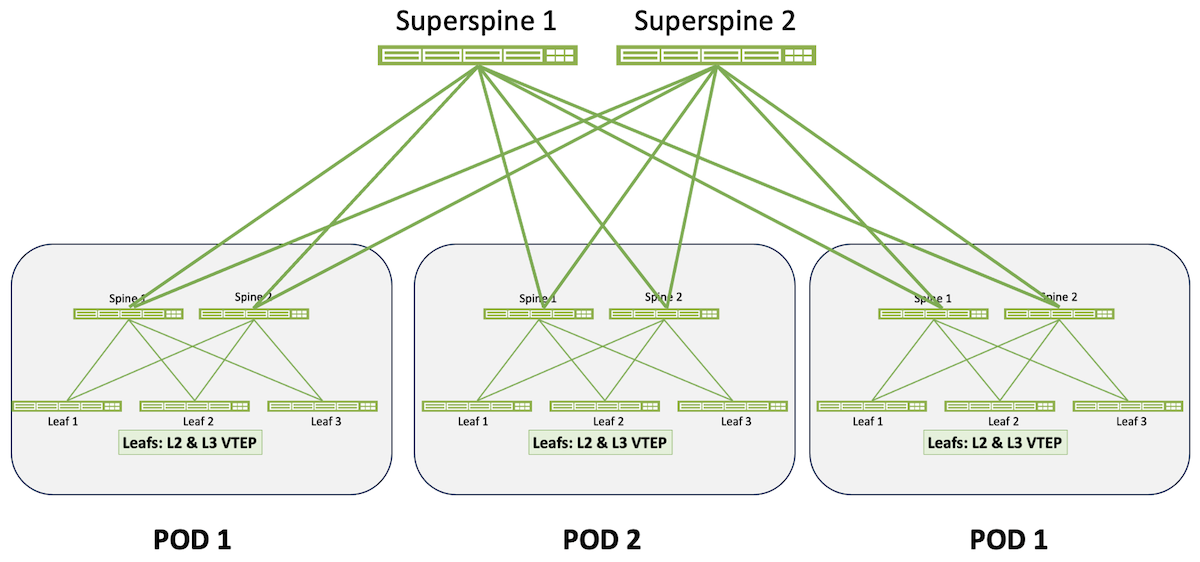 Superspine 1
Superspine 2
Spine 1
Spine 2
Spine 1
Spine 2
Spine 1
Spine 2
Leaf 1
Leaf 2
Leaf 3
Leaf 1
Leaf 2
Leaf 3
Leaf 1
Leaf 2
Leaf 3
Leafs: L2 & L3 VTEP
Leafs: L2 & L3 VTEP
Leafs: L2 & L3 VTEP
POD 1
POD 2
POD 1